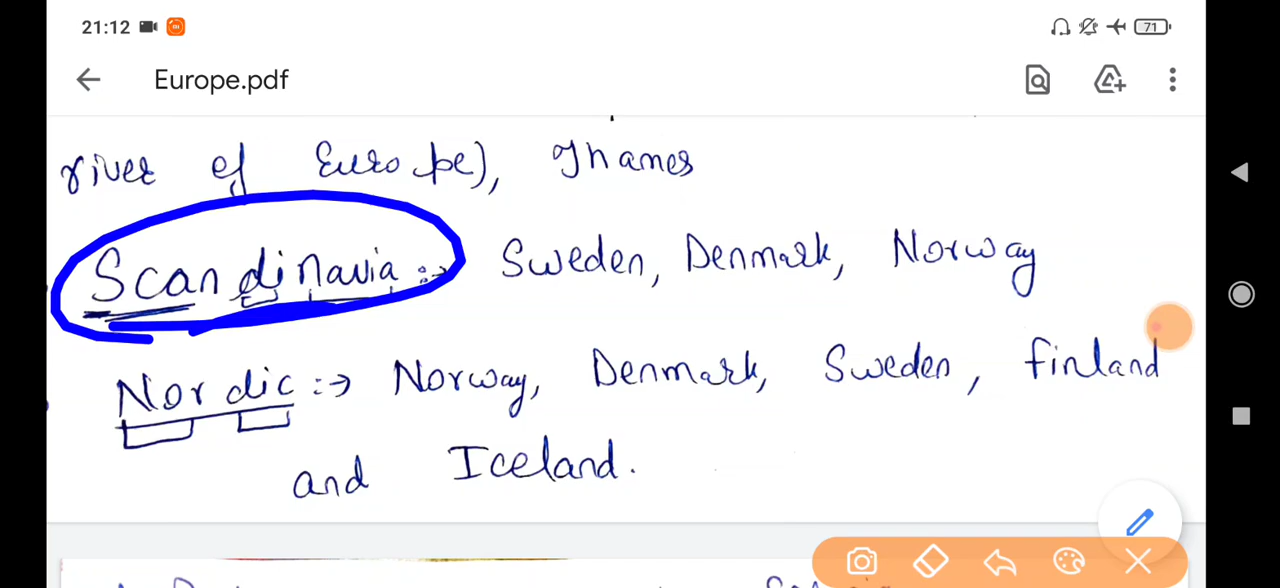 21:12 71
Europe.pdf
river of Europe), Thames
Scandinavia :→ Sweden, Denmark, Norway
Nordic :→ Norway, Denmark, Sweden, Finland
and Iceland.